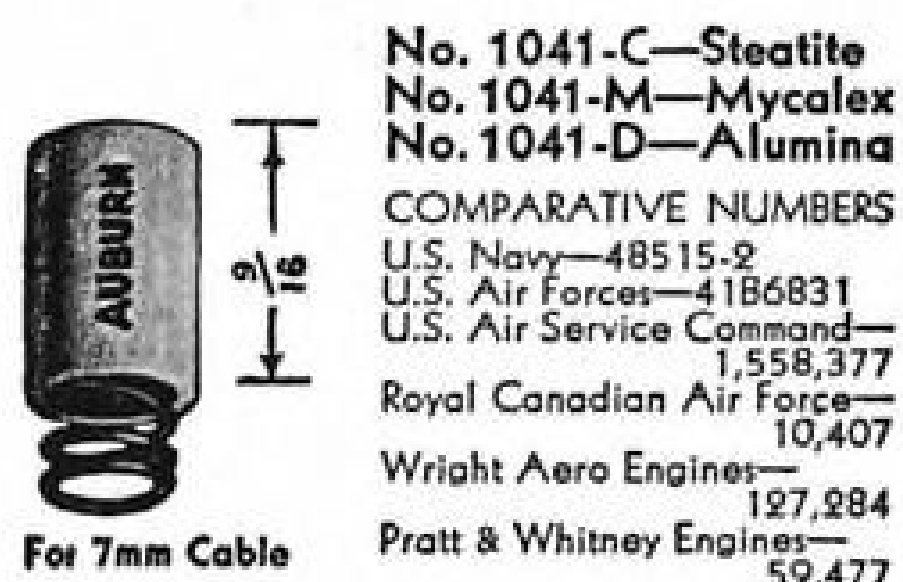 No. 1041-C—Steatite
No. 1041-M—Mycalex
No. 1041-D—Alumina
COMPARATIVE NUMBERS
U.S. Navy—48515-2
U.S. Air Forces—41B6831
U.S. Air Service Command—
1,558,377
Royal Canadian Air Force—
10,407
Wright Aero Engines—
127,284
Pratt & Whitney Engines—
59,477
AUBURN
9/16
For 7mm Cable